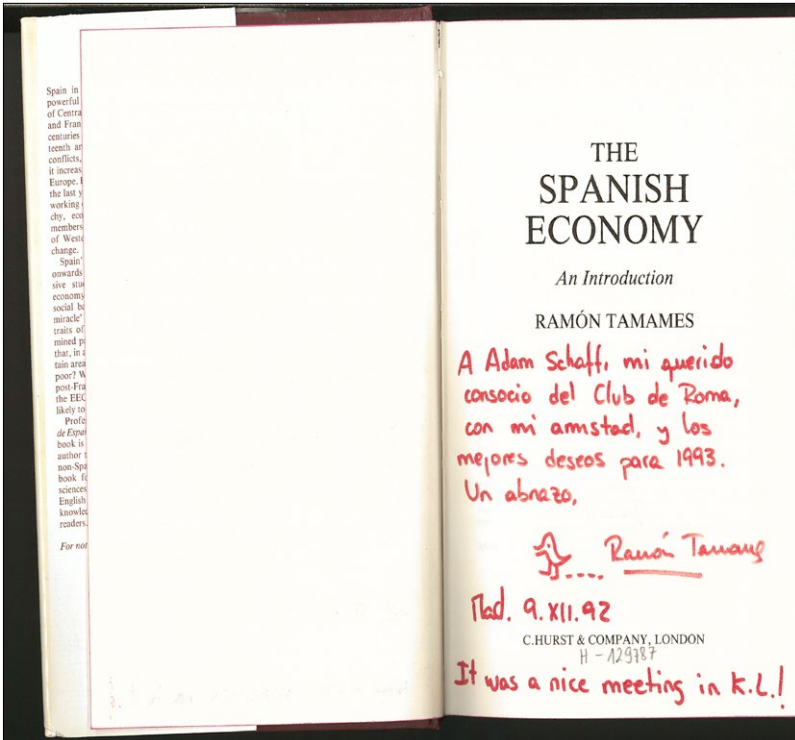 Spain in
powerful
of Centra
and Fran
centuries
teenth an
conflicts,
it increas
Europe.
the last y
working
chy, eco
members
of Weste
change.
Spain'
onwards
sive stu
economy
social ba
miracle'
traits of
mined p
that, in a
tain area
poor? W
post-Fra
the EEC
likely to
Profe
de Españ
book is
author
non-Spa
book fo
sciences
English
knowled
readers.
For not
THE
SPANISH
ECONOMY
An Introduction
RAMÓN TAMAMES
A Adam Schaff, mi querido
consocio del Club de Roma,
con mi amistad, y los
mejores deseos para 1993.
Un abrazo,
Ramón Tamames
Mad. 9.XII.92
C.HURST & COMPANY, LONDON
H - 129787
It was a nice meeting in K.L.!